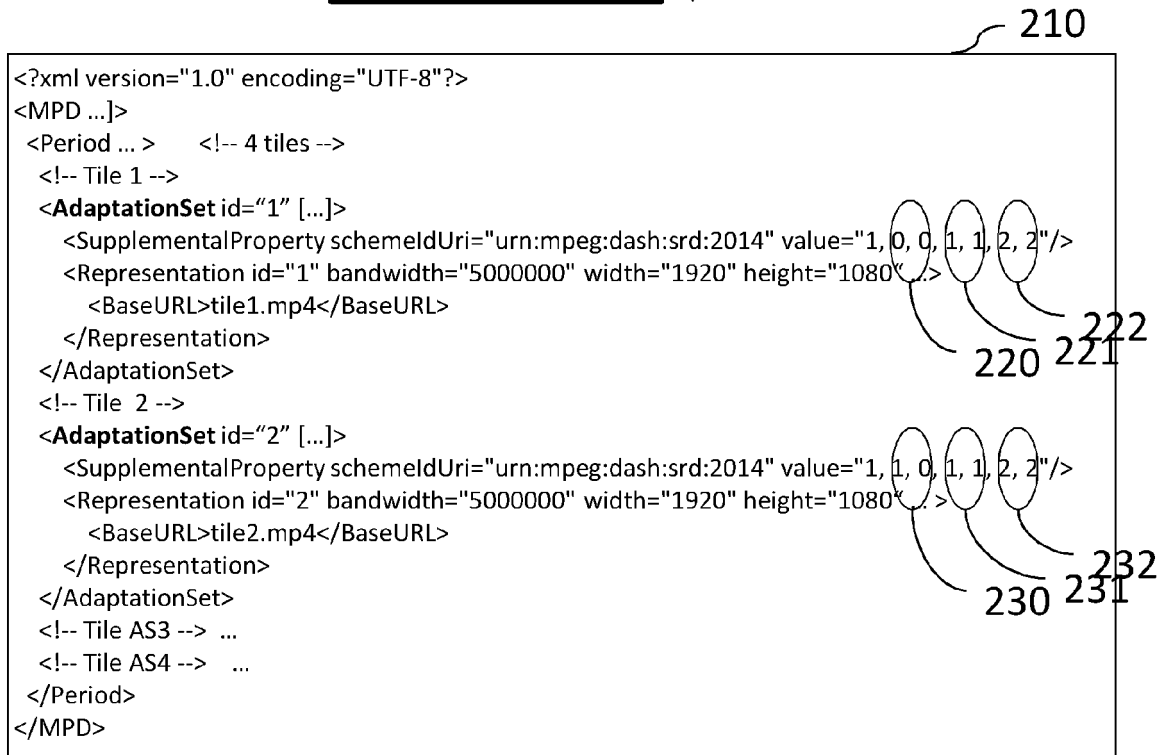 210
<?xml version="1.0" encoding="UTF-8"?>
<MPD ...]>
<Period ... > <!-- 4 tiles -->
<!-- Tile 1 -->
<AdaptationSet id=“1” [...]>
<SupplementalProperty schemeIdUri="urn:mpeg:dash:srd:2014" value="1, 0, 0, 1, 1, 2, 2"/>
<Representation id="1" bandwidth="5000000" width="1920" height="1080“ ...>
<BaseURL>tile1.mp4</BaseURL>
</Representation>
</AdaptationSet>
222
221
220
<!-- Tile 2 -->
<AdaptationSet id=“2” [...]>
<SupplementalProperty schemeIdUri="urn:mpeg:dash:srd:2014" value="1, 1, 0, 1, 1, 2, 2"/>
<Representation id="2" bandwidth="5000000" width="1920" height="1080“ ... >
<BaseURL>tile2.mp4</BaseURL>
</Representation>
</AdaptationSet>
232
231
230
<!-- Tile AS3 --> ...
<!-- Tile AS4 --> ...
</Period>
</MPD>